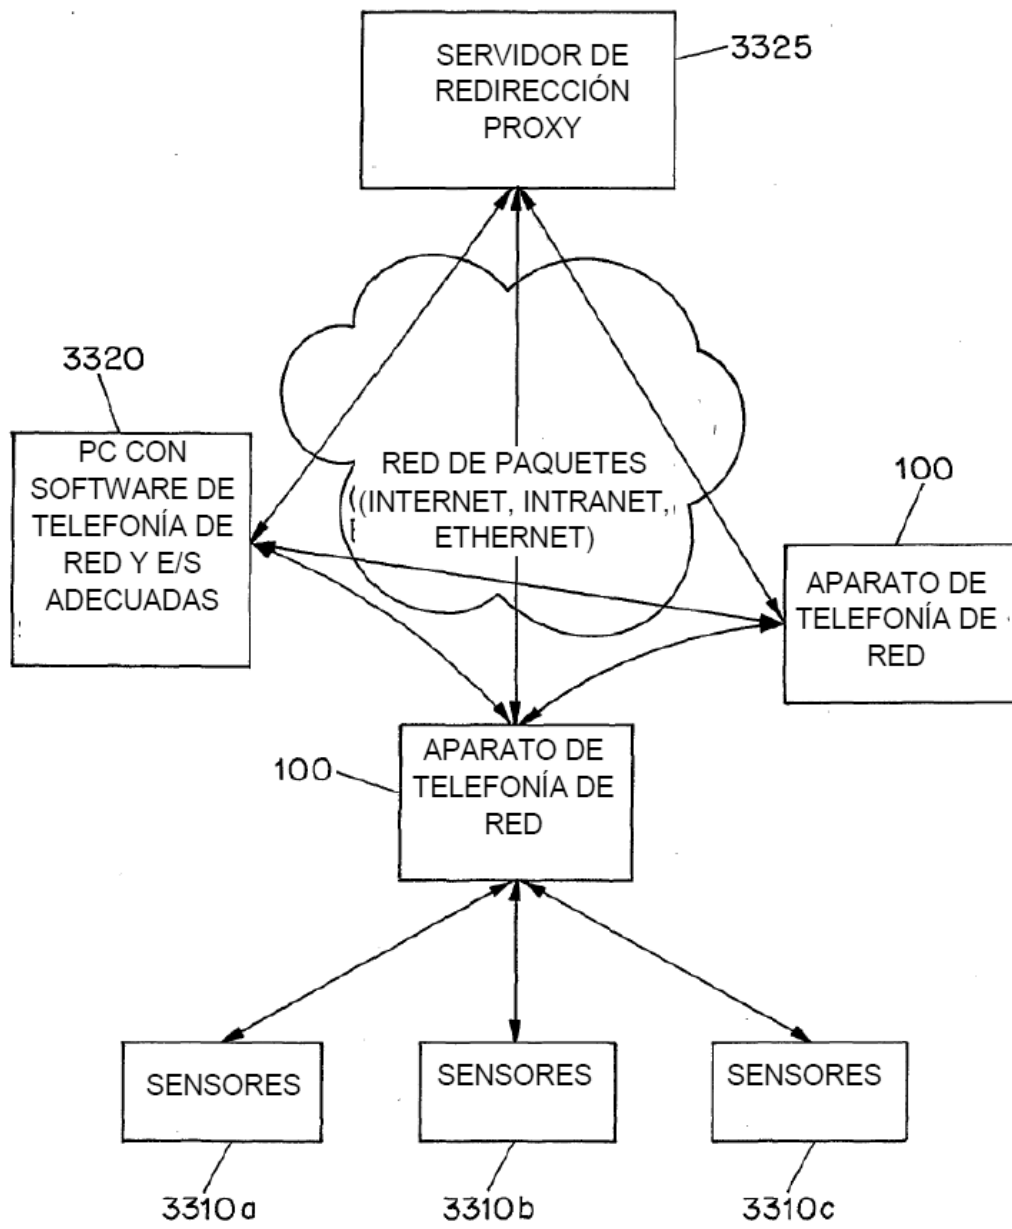 3325
SERVIDOR DE
REDIRECCIÓN
PROXY
3320
PC CON
SOFTWARE DE
TELEFONÍA DE
RED Y E/S
ADECUADAS
RED DE PAQUETES
(INTERNET, INTRANET,
ETHERNET)
100
APARATO DE
TELEFONÍA DE
RED
100
APARATO DE
TELEFONÍA DE
RED
SENSORES
SENSORES
SENSORES
3310a
3310b
3310c